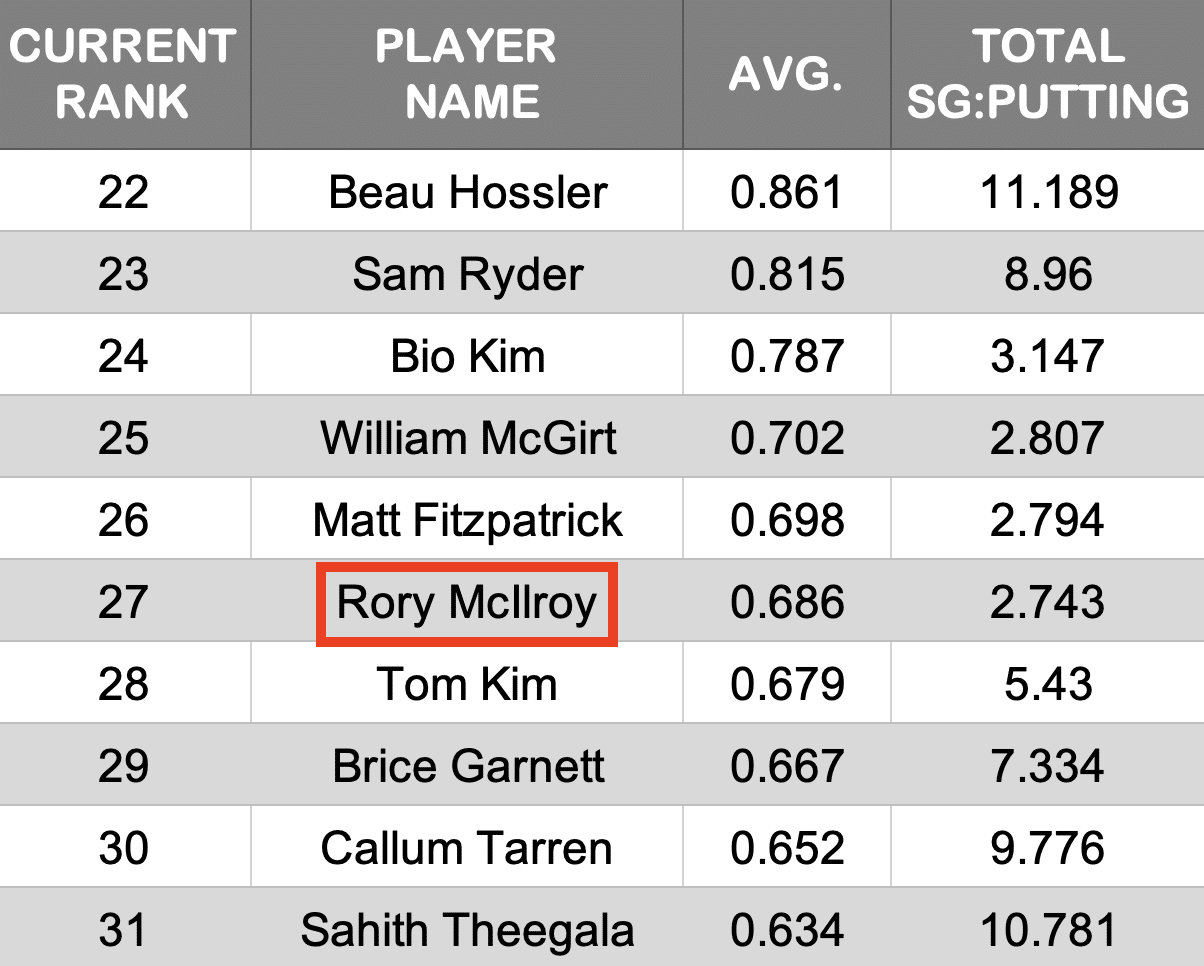 CURRENT RANK PLAYER NAME AVG. TOTAL SG:PUTTING
22 Beau Hossler 0.861 11.189
23 Sam Ryder 0.815 8.96
24 Bio Kim 0.787 3.147
25 William McGirt 0.702 2.807
26 Matt Fitzpatrick 0.698 2.794
27 Rory McIlroy 0.686 2.743
28 Tom Kim 0.679 5.43
29 Brice Garnett 0.667 7.334
30 Callum Tarren 0.652 9.776
31 Sahith Theegala 0.634 10.781